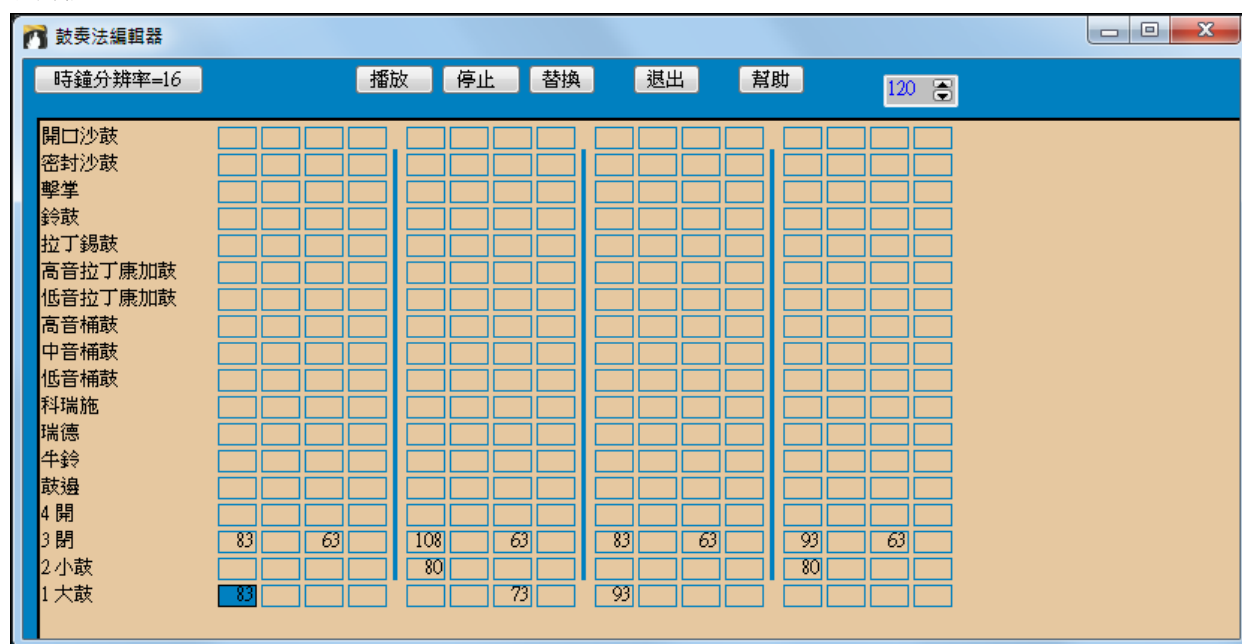 鼓奏法編輯器
時鐘分辨率=16 播放 停止 替換 退出 幫助 120
開口沙鼓
密封沙鼓
擊掌
鈴鼓
拉丁錫鼓
高音拉丁康加鼓
低音拉丁康加鼓
高音桶鼓
中音桶鼓
低音桶鼓
科瑞施
瑞德
牛鈴
鼓邊
4 開
3 閉 83 63 108 63 83 63 93 63
2 小鼓 80 80
1 大鼓 83 73 93